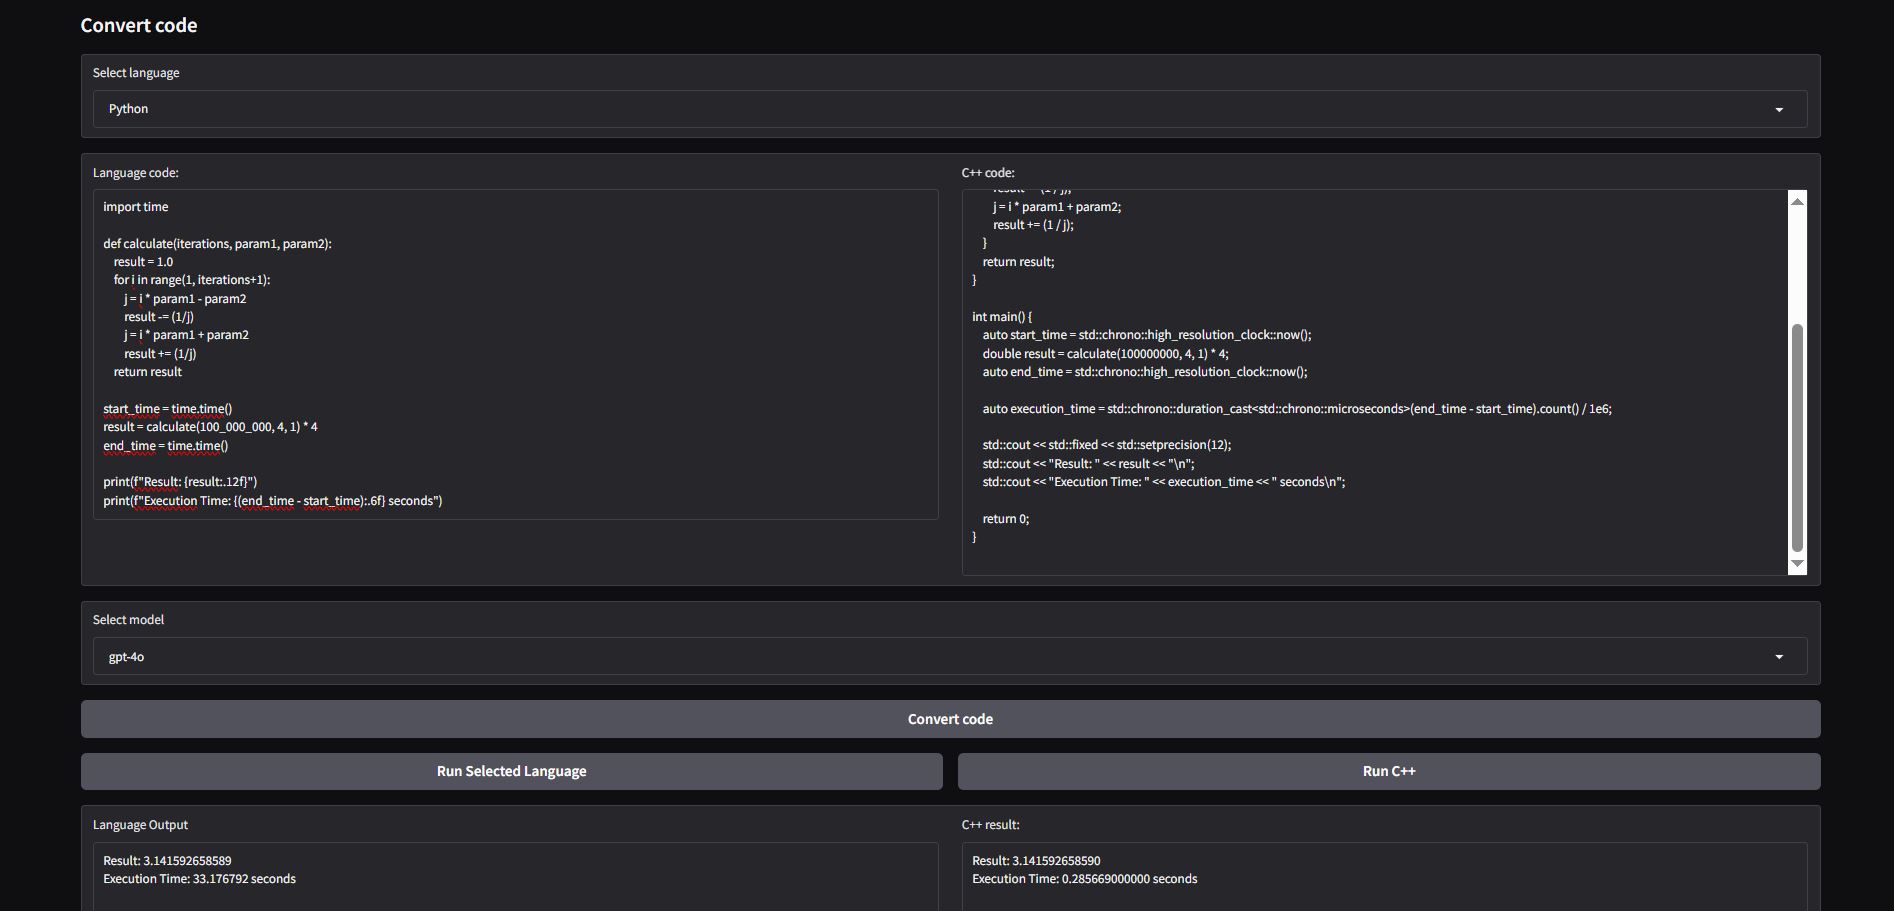 Convert code
Select language
Python
Language code:
import time
def calculate(iterations, param1, param2):
result = 1.0
for i in range(1, iterations+1):
j = i * param1 - param2
result -= (1/j)
j = i * param1 + param2
result += (1/j)
return result
start_time = time.time()
result = calculate(100_000_000, 4, 1) * 4
end_time = time.time()
print(f"Result: {result:.12f}")
print(f"Execution Time: {(end_time - start_time):.6f} seconds")
C++ code:
j = i * param1 + param2;
result += (1 / j);
}
return result;
}
int main() {
auto start_time = std::chrono::high_resolution_clock::now();
double result = calculate(100000000, 4, 1) * 4;
auto end_time = std::chrono::high_resolution_clock::now();
auto execution_time = std::chrono::duration_cast<std::chrono::microseconds>(end_time - start_time).count() / 1e6;
std::cout << std::fixed << std::setprecision(12);
std::cout << "Result: " << result << "\n";
std::cout << "Execution Time: " << execution_time << " seconds\n";
return 0;
}
Select model
gpt-4o
Convert code
Run Selected Language
Run C++
Language Output
Result: 3.141592658589
Execution Time: 33.176792 seconds
C++ result:
Result: 3.141592658590
Execution Time: 0.285669000000 seconds